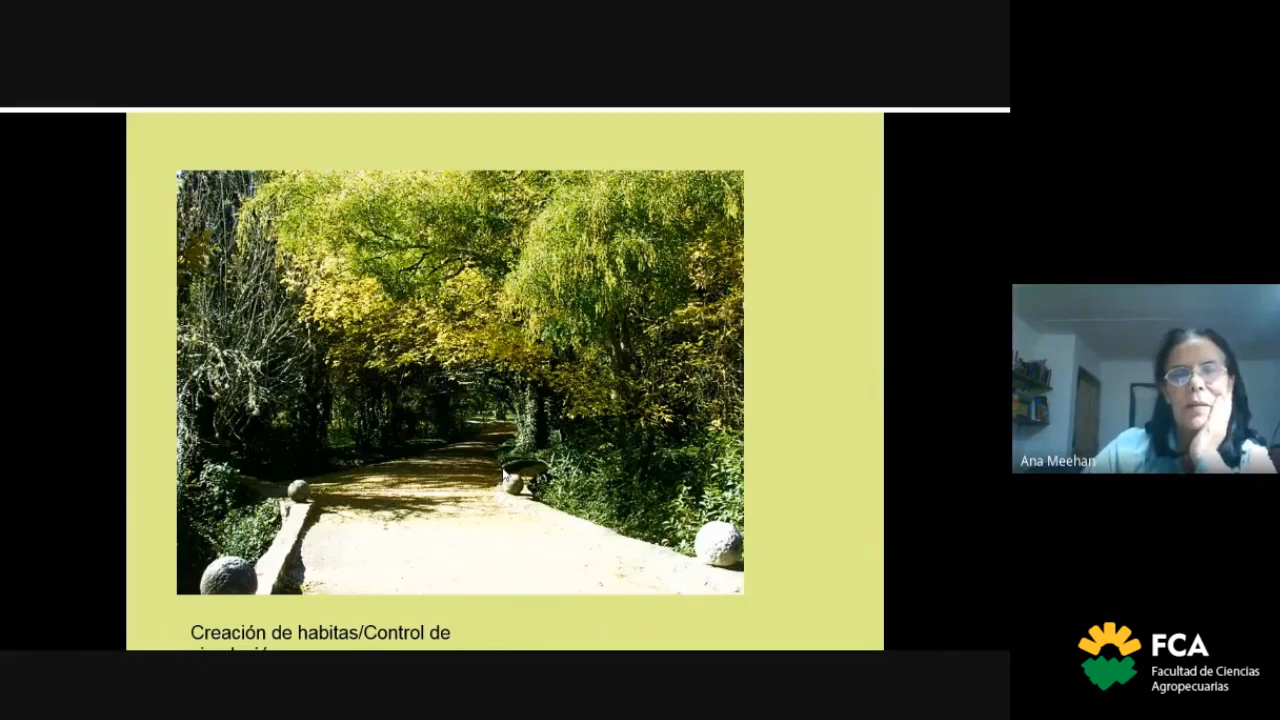 Creación de habitas/Control de
Ana Meehan
FCA
Facultad de Ciencias
Agropecuarias